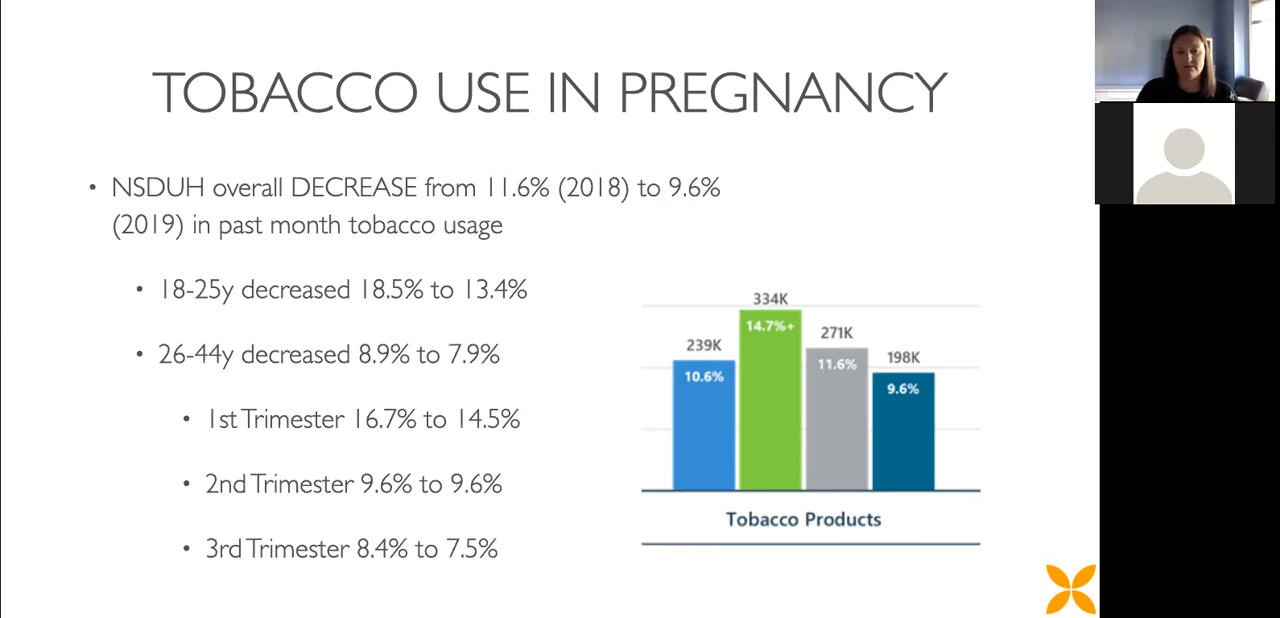 TOBACCO USE IN PREGNANCY
• NSDUH overall DECREASE from 11.6% (2018) to 9.6%
(2019) in past month tobacco usage
• 18-25y decreased 18.5% to 13.4%
• 26-44y decreased 8.9% to 7.9%
• 1st Trimester 16.7% to 14.5%
• 2nd Trimester 9.6% to 9.6%
• 3rd Trimester 8.4% to 7.5%
334K
14.7%+
271K
239K
11.6%
198K
10.6%
9.6%
Tobacco Products